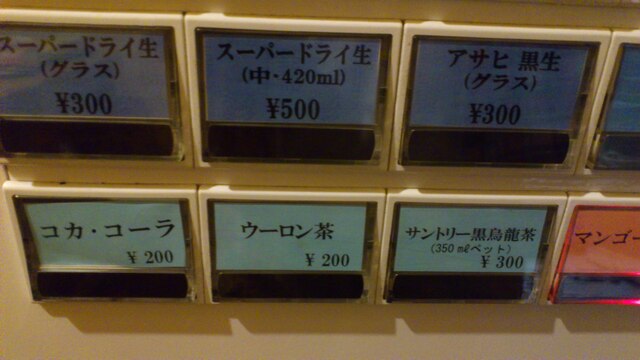 スーパードライ生
(グラス)
¥300
スーパードライ生
(中・420ml)
¥500
アサヒ 黒生
(グラス)
¥300
コカ・コーラ
¥ 200
ウーロン茶
¥ 200
サントリー黒烏龍茶
(350 mℓペット)
¥ 300
マンゴー